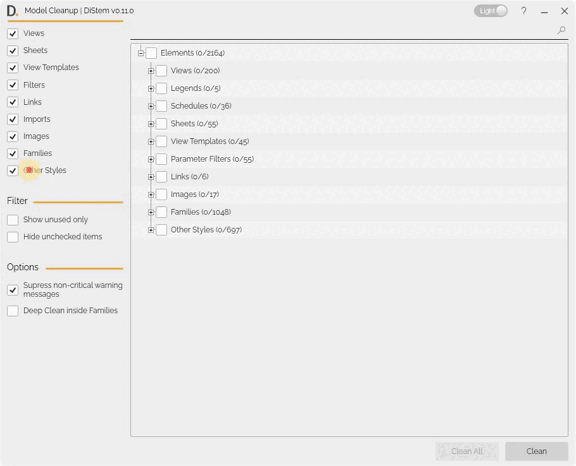 D. Model Cleanup | DiStem v0.11.0
Light
?
Views
Sheets
View Templates
Filters
Links
Imports
Images
Families
Other Styles
Filter
Show unused only
Hide unchecked items
Options
Supress non-critical warning
messages
Deep Clean inside Families
Elements (0/2164)
Views (0/200)
Legends (0/5)
Schedules (0/36)
Sheets (0/55)
View Templates (0/45)
Parameter Filters (0/55)
Links (0/6)
Images (0/17)
Families (0/1048)
Other Styles (0/697)
Clean All
Clean